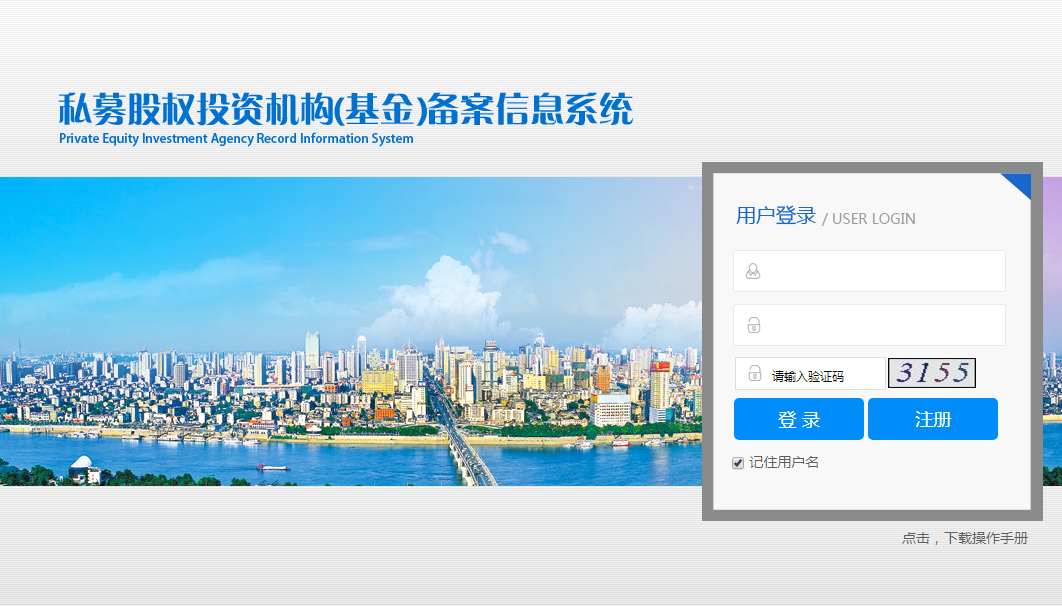 私募股权投资机构(基金)备案信息系统
Private Equity Investment Agency Record Information System
用户登录 / USER LOGIN
请输入验证码 3155
登 录 注册
记住用户名
点击，下载操作手册